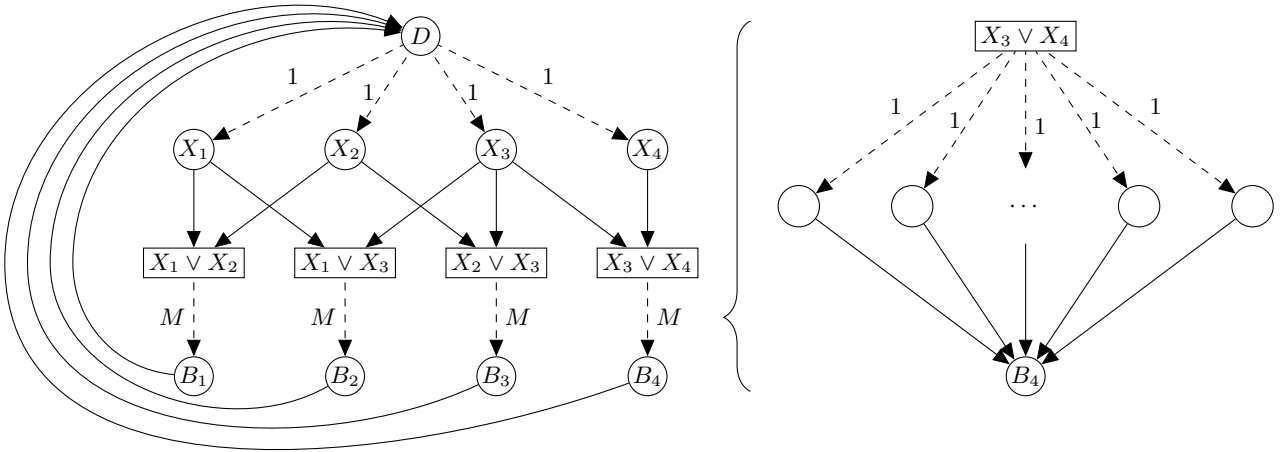 D
X₃ ∨ X₄
1 1 1 1
1 1 1 1 1
X₁ X₂ X₃ X₄
...
X₁ ∨ X₂ X₁ ∨ X₃ X₂ ∨ X₃ X₃ ∨ X₄
M M M M
B₁ B₂ B₃ B₄
B₄